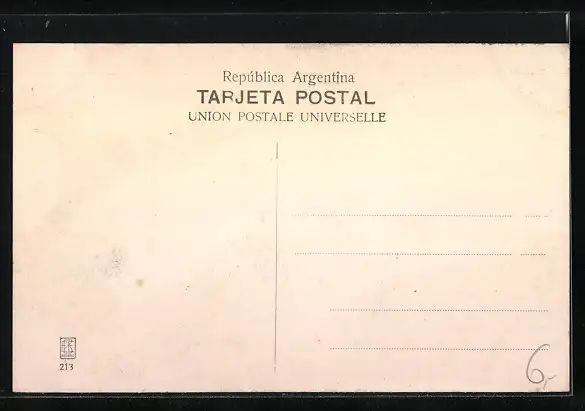 República Argentina
TARJETA POSTAL
UNION POSTALE UNIVERSELLE
213
6,-